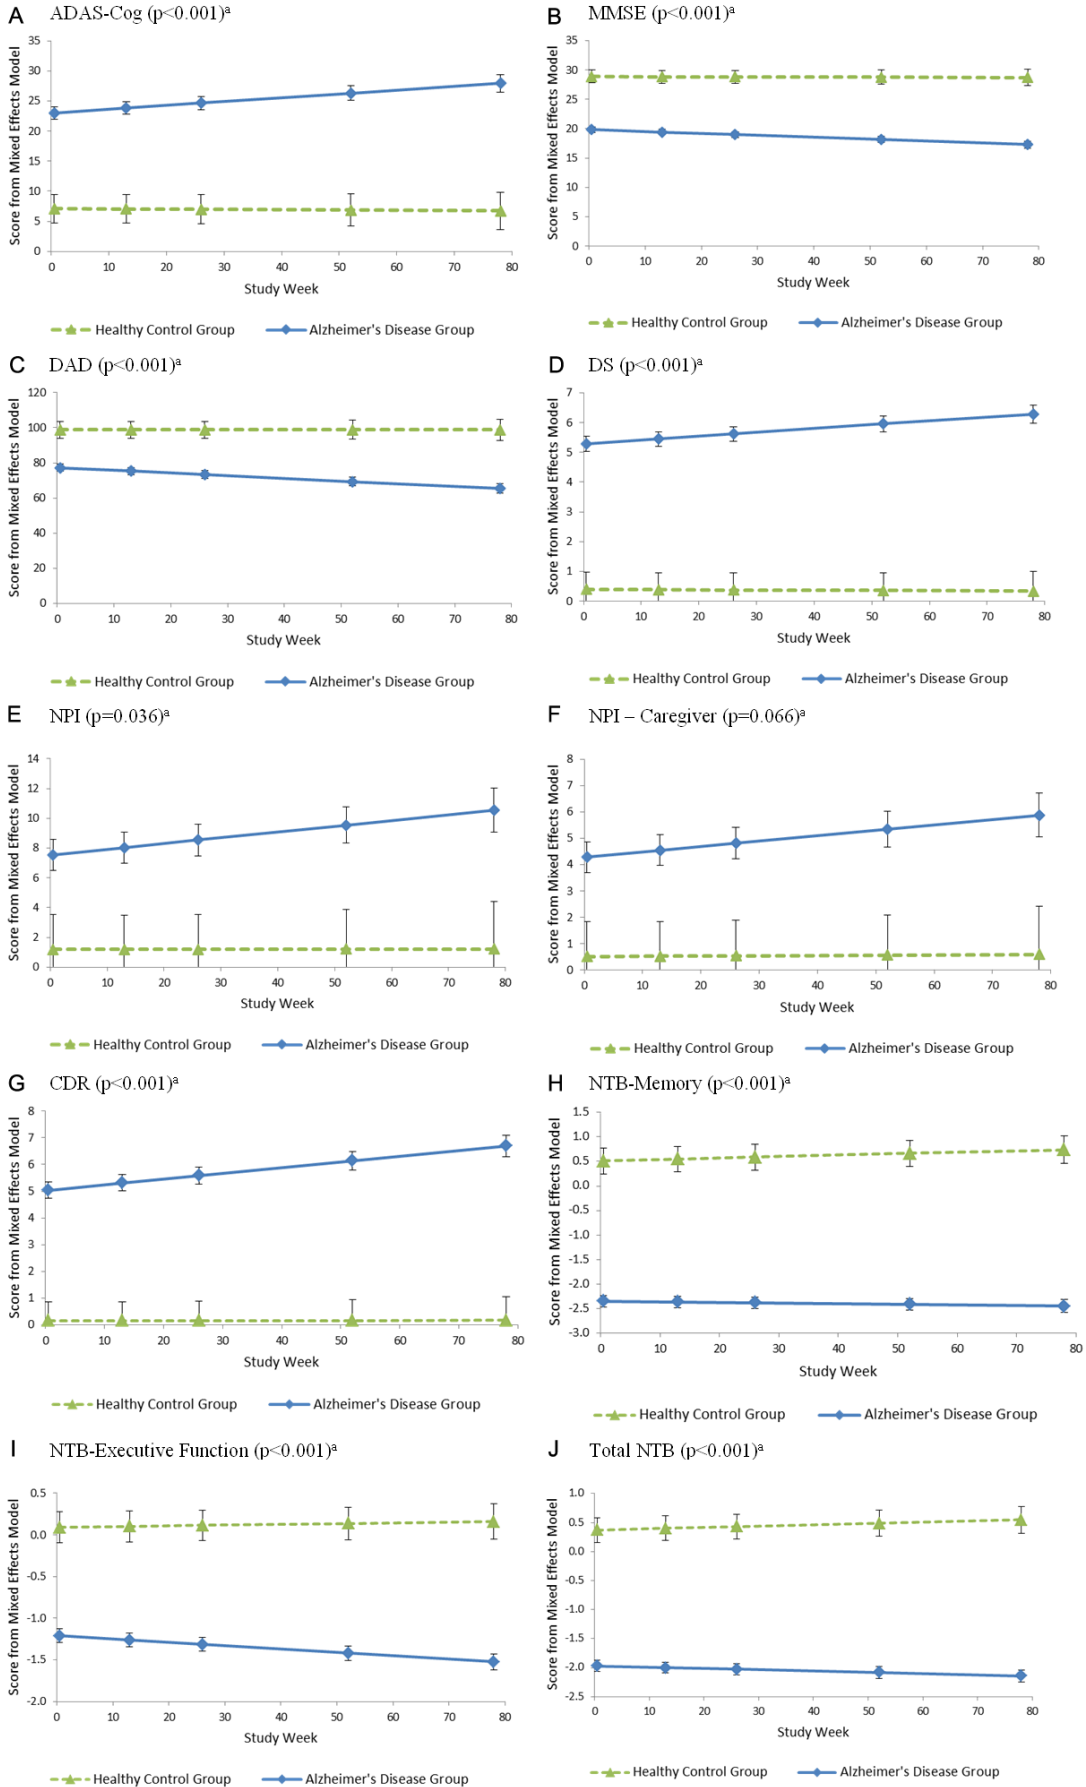 A ADAS-Cog (p<0.001)ᵃ
Score from Mixed Effects Model
35
30
25
20
15
10
5
0
0 10 20 30 40 50 60 70 80
Study Week
Healthy Control Group Alzheimer's Disease Group
B MMSE (p<0.001)ᵃ
Score from Mixed Effects Model
35
30
25
20
15
10
5
0
0 10 20 30 40 50 60 70 80
Study Week
Healthy Control Group Alzheimer's Disease Group
C DAD (p<0.001)ᵃ
Score from Mixed Effects Model
120
100
80
60
40
20
0
0 10 20 30 40 50 60 70 80
Study Week
Healthy Control Group Alzheimer's Disease Group
D DS (p<0.001)ᵃ
Score from Mixed Effects Model
7
6
5
4
3
2
1
0
0 10 20 30 40 50 60 70 80
Study Week
Healthy Control Group Alzheimer's Disease Group
E NPI (p=0.036)ᵃ
Score from Mixed Effects Model
14
12
10
8
6
4
2
0
0 10 20 30 40 50 60 70 80
Study Week
Healthy Control Group Alzheimer's Disease Group
F NPI – Caregiver (p=0.066)ᵃ
Score from Mixed Effects Model
8
7
6
5
4
3
2
1
0
0 10 20 30 40 50 60 70 80
Study Week
Healthy Control Group Alzheimer's Disease Group
G CDR (p<0.001)ᵃ
Score from Mixed Effects Model
8
7
6
5
4
3
2
1
0
0 10 20 30 40 50 60 70 80
Study Week
Healthy Control Group Alzheimer's Disease Group
H NTB-Memory (p<0.001)ᵃ
Score from Mixed Effects Model
1.5
1.0
0.5
0.0
-0.5
-1.0
-1.5
-2.0
-2.5
-3.0
0 10 20 30 40 50 60 70 80
Study Week
Healthy Control Group Alzheimer's Disease Group
I NTB-Executive Function (p<0.001)ᵃ
Score from Mixed Effects Model
0.5
0.0
-0.5
-1.0
-1.5
-2.0
0 10 20 30 40 50 60 70 80
Study Week
Healthy Control Group Alzheimer's Disease Group
J Total NTB (p<0.001)ᵃ
Score from Mixed Effects Model
1.0
0.5
0.0
-0.5
-1.0
-1.5
-2.0
-2.5
0 10 20 30 40 50 60 70 80
Study Week
Healthy Control Group Alzheimer's Disease Group